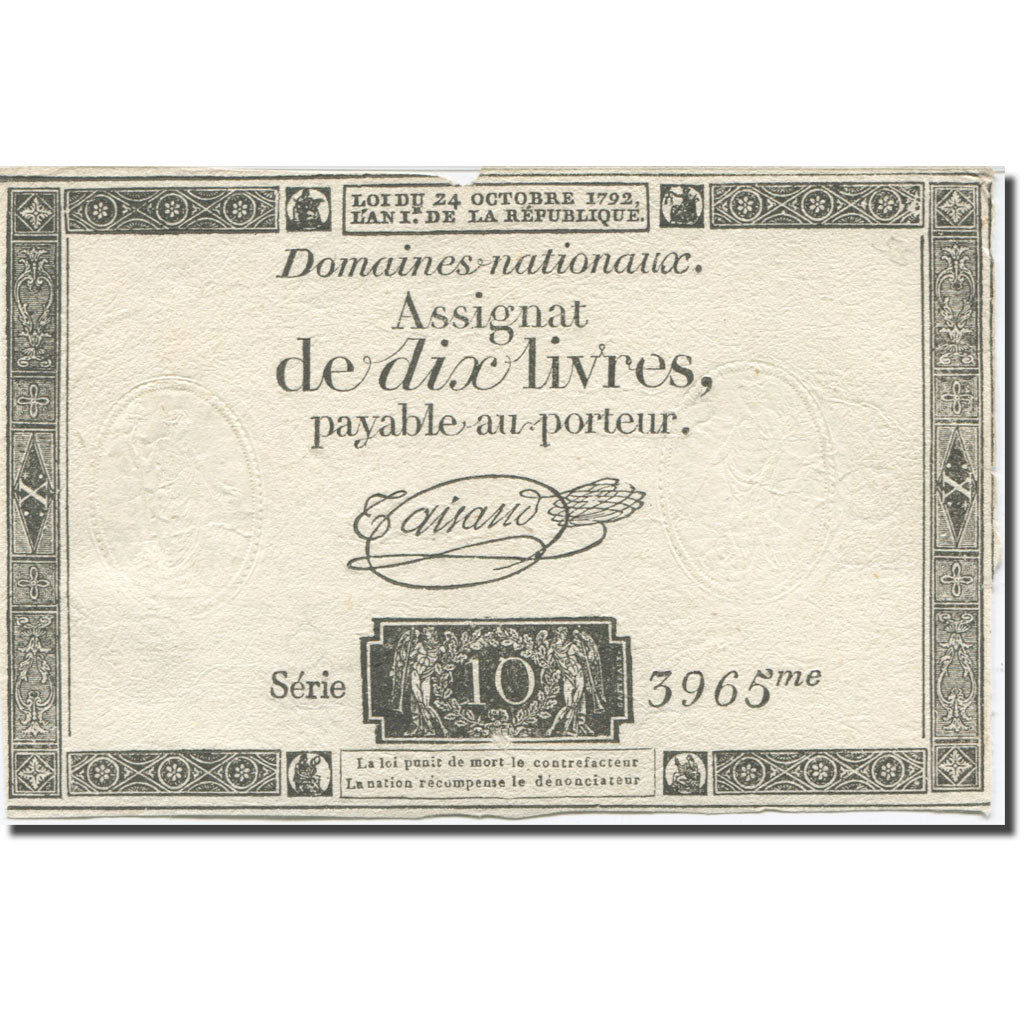 LOI DU 24 OCTOBRE 1792,
L'AN I.er DE LA RÉPUBLIQUE.
Domaines nationaux.
Assignat
de dix livres,
payable au porteur.
Taisaud
X
X
Série 10 3965me
La loi punit de mort le contrefacteur
La nation récompense le dénonciateur